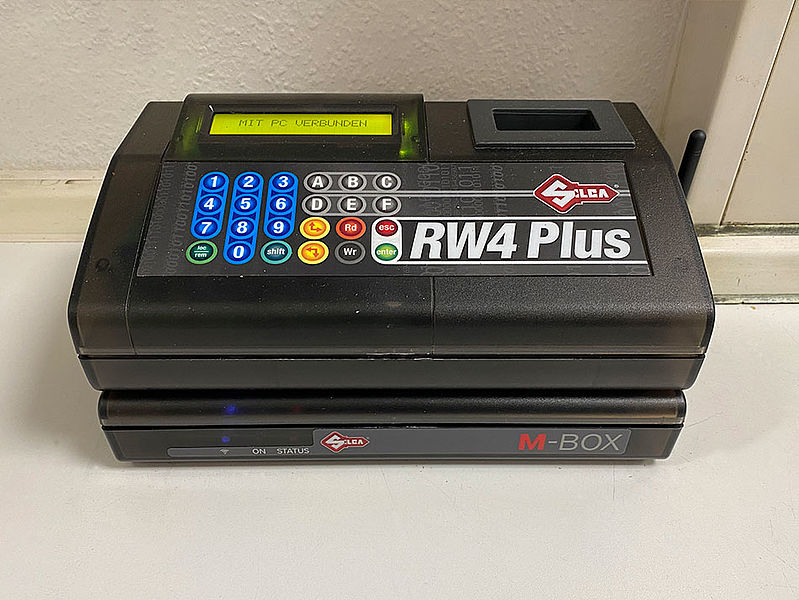 MIT PC VERBUNDEN
1 2 3 A B C
4 5 6 D E F
7 8 9 Rd esc
loc rem 0 shift Wr enter
SILCA®
RW4 Plus
ON STATUS SILCA M-BOX